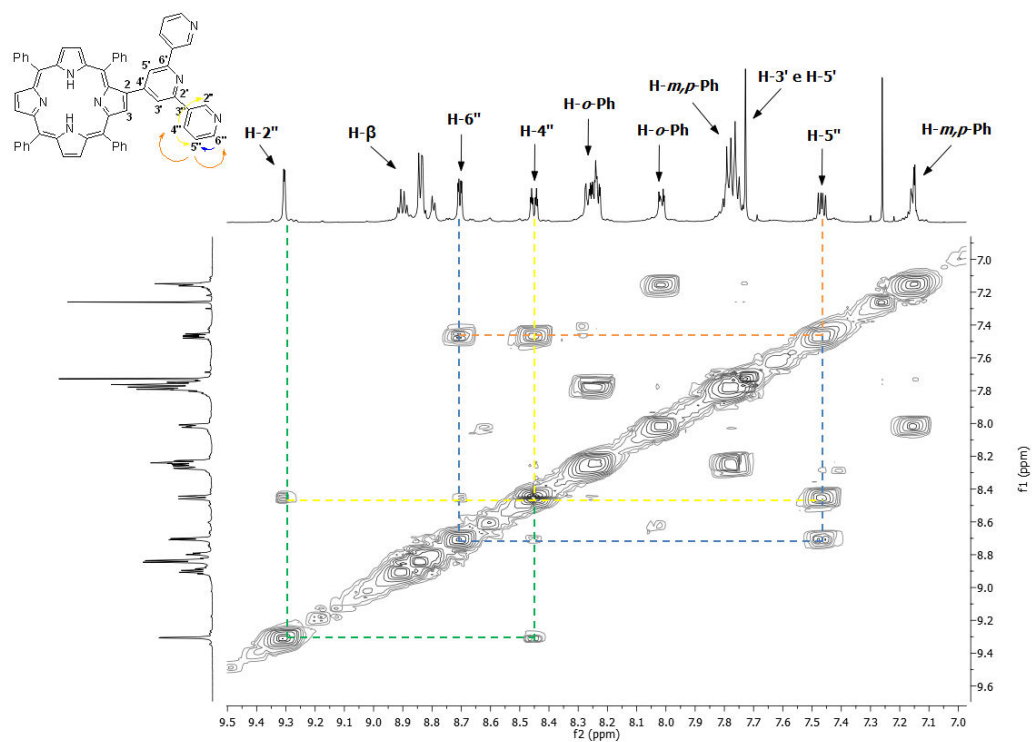 N
Ph
Ph
5'
6'
N
NH
N
2
4'
2'
2"
N
3'
3"
N
HN
3
4"
6"
5"
Ph
Ph
H-2"
H-β
H-6"
H-4"
H-o-Ph
H-o-Ph
H-m,p-Ph
H-3' e H-5'
H-5"
H-m,p-Ph
7.0
7.2
7.4
7.6
7.8
8.0
8.2
8.4
8.6
8.8
9.0
9.2
9.4
9.6
f1 (ppm)
9.5 9.3 9.2 9.1 9.0 8.9 8.8 8.7 8.6 8.5 8.4 8.3 8.2 8.1 8.0 7.9 7.8 7.7 7.6 7.5 7.4 7.3 7.2 7.1 7.0
f2 (ppm)